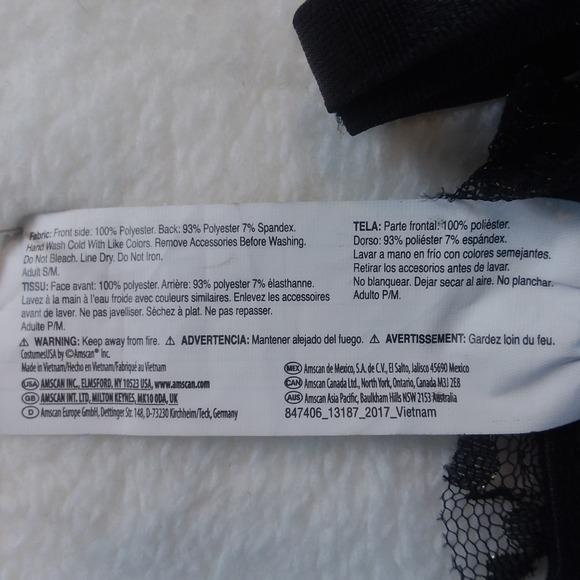 Fabric: Front side: 100% Polyester. Back: 93% Polyester 7% Spandex.
Hand Wash Cold With Like Colors. Remove Accessories Before Washing.
Do Not Bleach. Line Dry. Do Not Iron.
Adult S/M.
TISSU: Face avant: 100% polyester. Arrière: 93% polyester 7% élasthanne.
Lavez à la main à l'eau froide avec couleurs similaires. Enlevez les accessoires
avant de laver. Ne pas javeliser. Séchez à plat. Ne pas repasser.
Adulte P/M.
TELA: Parte frontal: 100% poliéster.
Dorso: 93% poliéster 7% espándex.
Lavar a mano en frío con colores semejantes.
Retirar los accesorios antes de lavar.
No blanquear. Dejar secar al aire. No planchar.
Adulto P/M.
⚠ WARNING: Keep away from fire. ⚠ ADVERTENCIA: Mantener alejado del fuego. ⚠ AVERTISSEMENT: Gardez loin du feu.
CostumesUSA by ©Amscan® Inc.
Made in Vietnam/Hecho en Vietnam/Fabriqué au Vietnam
USA AMSCAN INC., ELMSFORD, NY 10523 USA, www.amscan.com
GB AMSCAN INT. LTD, MILTON KEYNES, MK10 0DA, UK
D Amscan Europe GmbH, Dettinger Str. 148, D-73230 Kirchheim/Teck, Germany
MEX Amscan de Mexico, S.A. de C.V., El Salto, Jalisco 45690 Mexico
CAN Amscan Canada Ltd., North York, Ontario, Canada M3J 2E8
AUS Amscan Asia Pacific, Baulkham Hills NSW 2153 Australia
847406_13187_2017_Vietnam